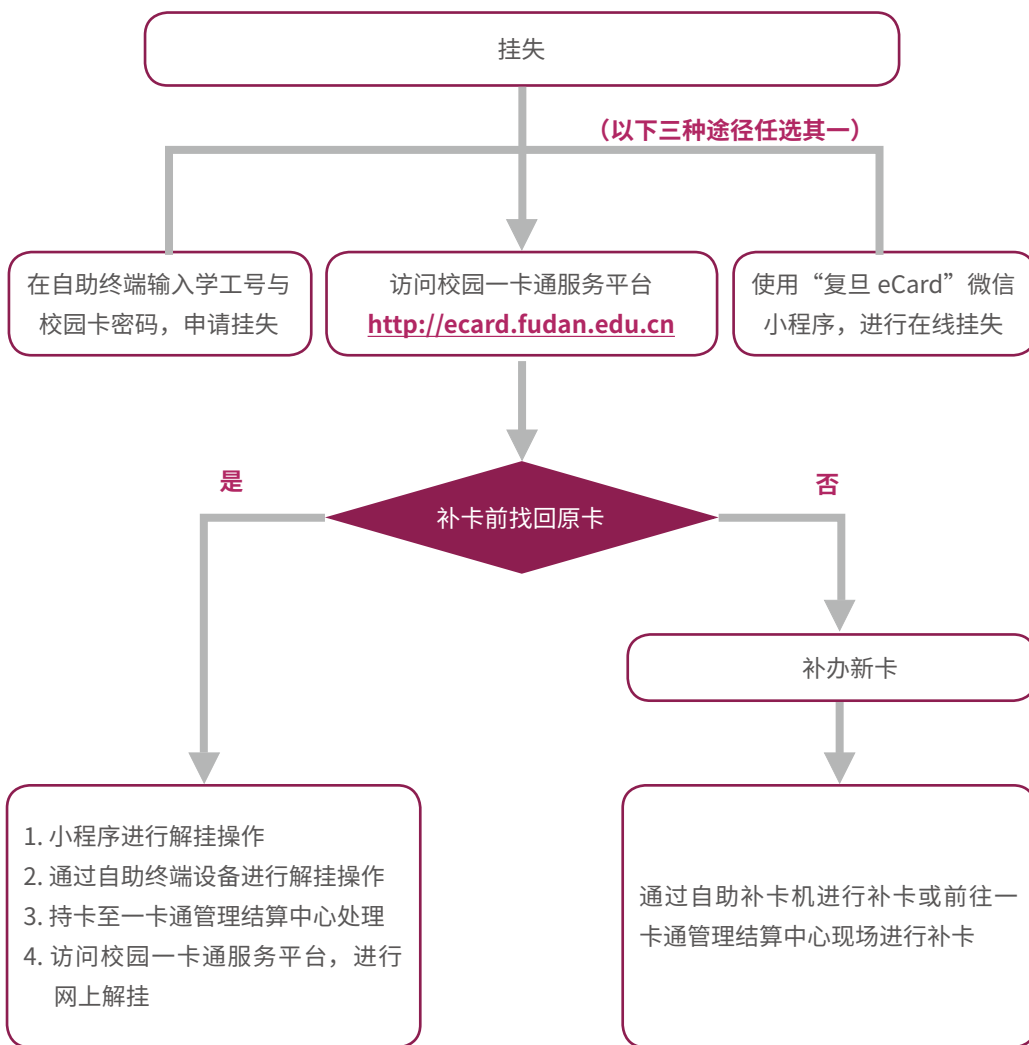 挂失
（以下三种途径任选其一）
在自助终端输入学工号与
校园卡密码，申请挂失
访问校园一卡通服务平台
http://ecard.fudan.edu.cn
使用“复旦 eCard”微信
小程序，进行在线挂失
补卡前找回原卡
是
否
补办新卡
1. 小程序进行解挂操作
2. 通过自助终端设备进行解挂操作
3. 持卡至一卡通管理结算中心处理
4. 访问校园一卡通服务平台，进行
网上解挂
通过自助补卡机进行补卡或前往一
卡通管理结算中心现场进行补卡